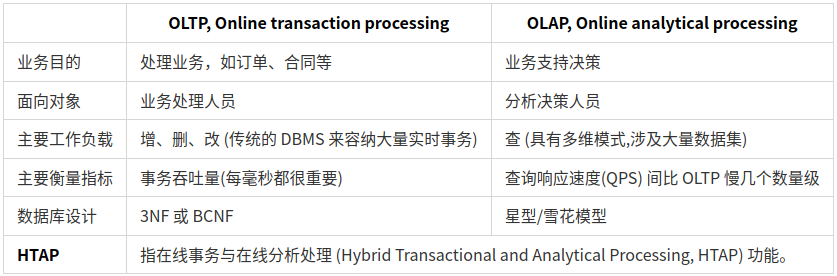 OLTP, Online transaction processing OLAP, Online analytical processing
业务目的 处理业务，如订单、合同等 业务支持决策
面向对象 业务处理人员 分析决策人员
主要工作负载 增、删、改 (传统的 DBMS 来容纳大量实时事务) 查 (具有多维模式,涉及大量数据集)
主要衡量指标 事务吞吐量(每毫秒都很重要) 查询响应速度(QPS) 间比 OLTP 慢几个数量级
数据库设计 3NF 或 BCNF 星型/雪花模型
HTAP 指在线事务与在线分析处理 (Hybrid Transactional and Analytical Processing, HTAP) 功能。